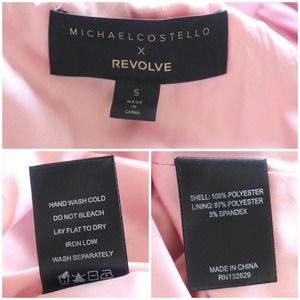 MICHAELCOSTELLO
X
REVOLVE
S
MADE
IN
CHINA
HAND WASH COLD
DO NOT BLEACH
LAY FLAT TO DRY
IRON LOW
WASH SEPARATELY
SHELL: 100% POLYESTER
LINING: 97% POLYESTER
3% SPANDEX
MADE IN CHINA
RN132829